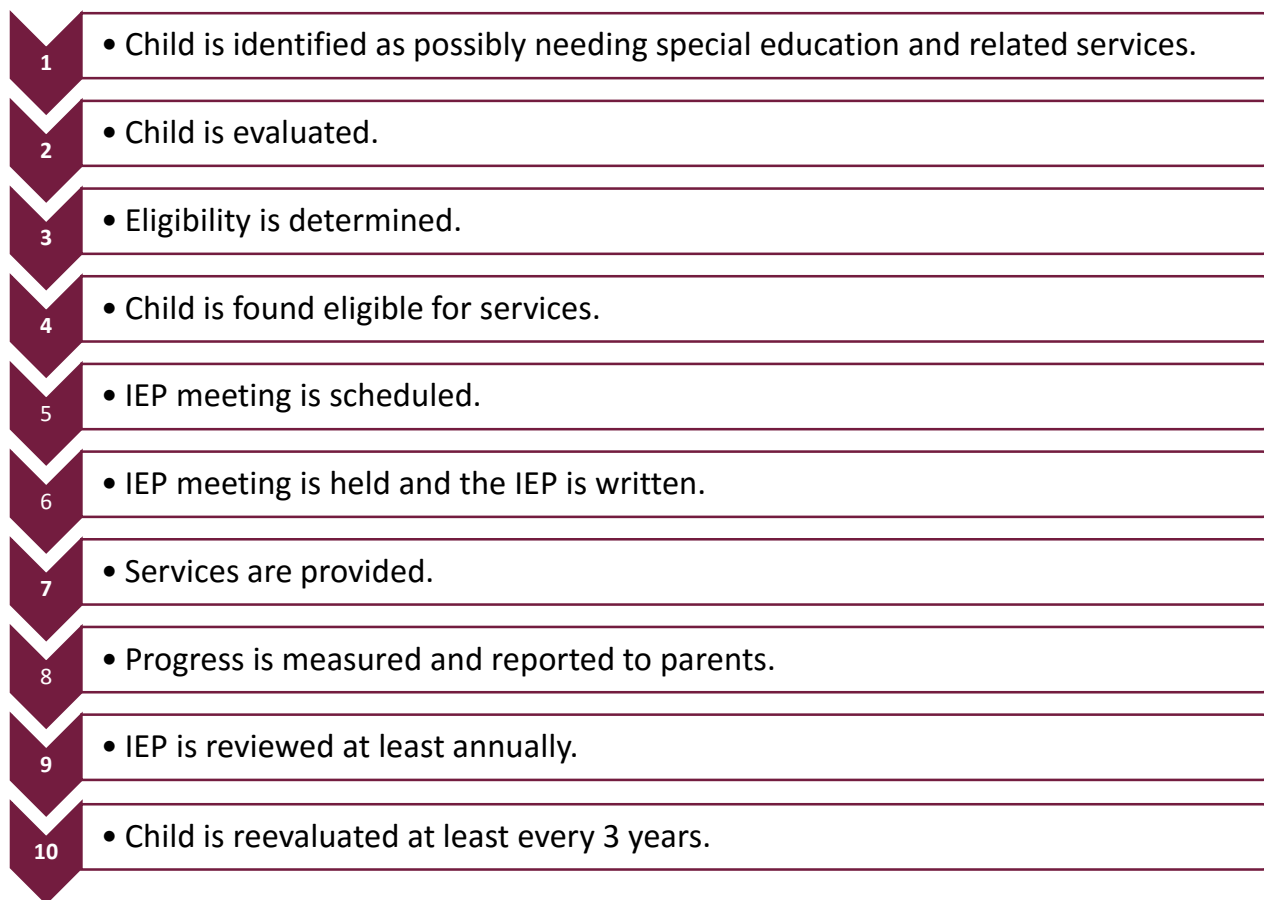 1
• Child is identified as possibly needing special education and related services.
2
• Child is evaluated.
3
• Eligibility is determined.
4
• Child is found eligible for services.
5
• IEP meeting is scheduled.
6
• IEP meeting is held and the IEP is written.
7
• Services are provided.
8
• Progress is measured and reported to parents.
9
• IEP is reviewed at least annually.
10
• Child is reevaluated at least every 3 years.